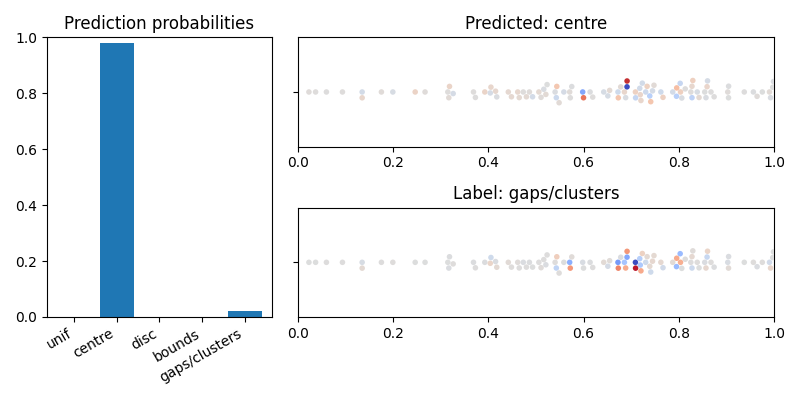 Prediction probabilities
1.0
0.8
0.6
0.4
0.2
0.0
unif
centre
disc
bounds
gaps/clusters
Predicted: centre
0.0 0.2 0.4 0.6 0.8 1.0
Label: gaps/clusters
0.0 0.2 0.4 0.6 0.8 1.0